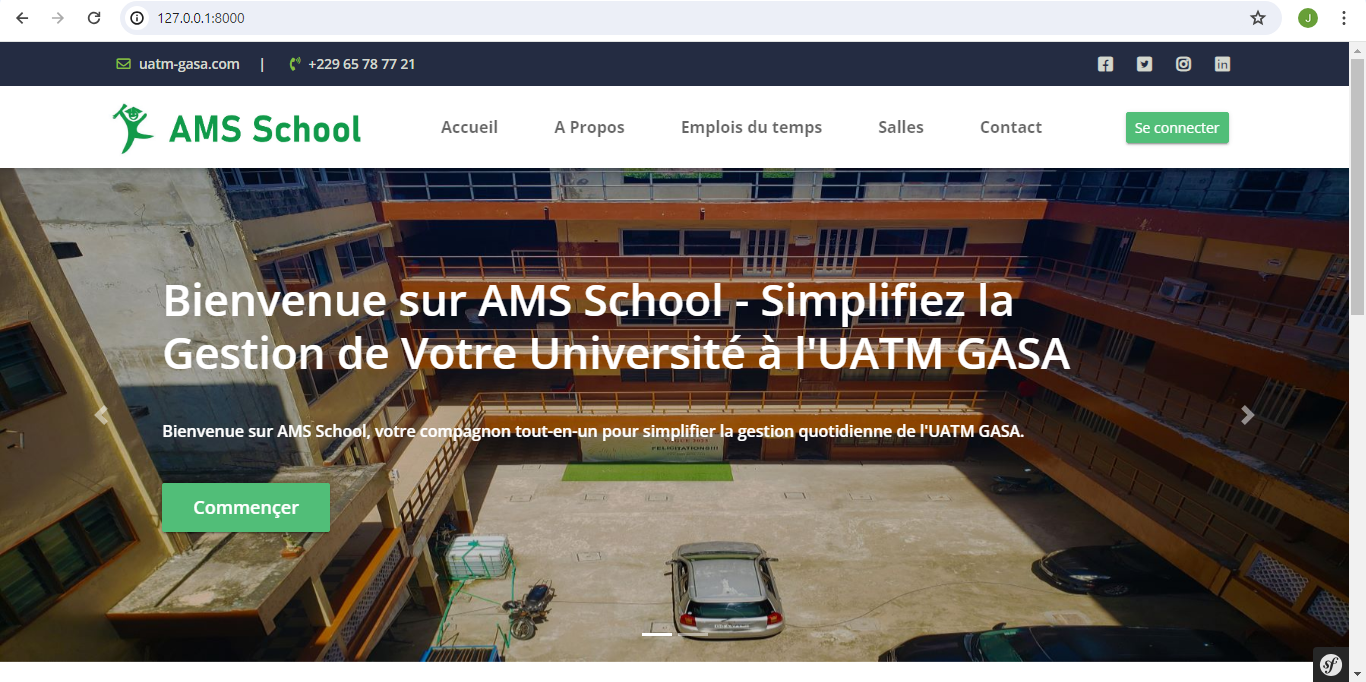 127.0.0.1:8000
J
uatm-gasa.com | +229 65 78 77 21
AMS School
Accueil
A Propos
Emplois du temps
Salles
Contact
Se connecter
Bienvenue sur AMS School - Simplifiez la
Gestion de Votre Université à l'UATM GASA
Bienvenue sur AMS School, votre compagnon tout-en-un pour simplifier la gestion quotidienne de l'UATM GASA.
FELICITATIONS!!!
Commençer
sf